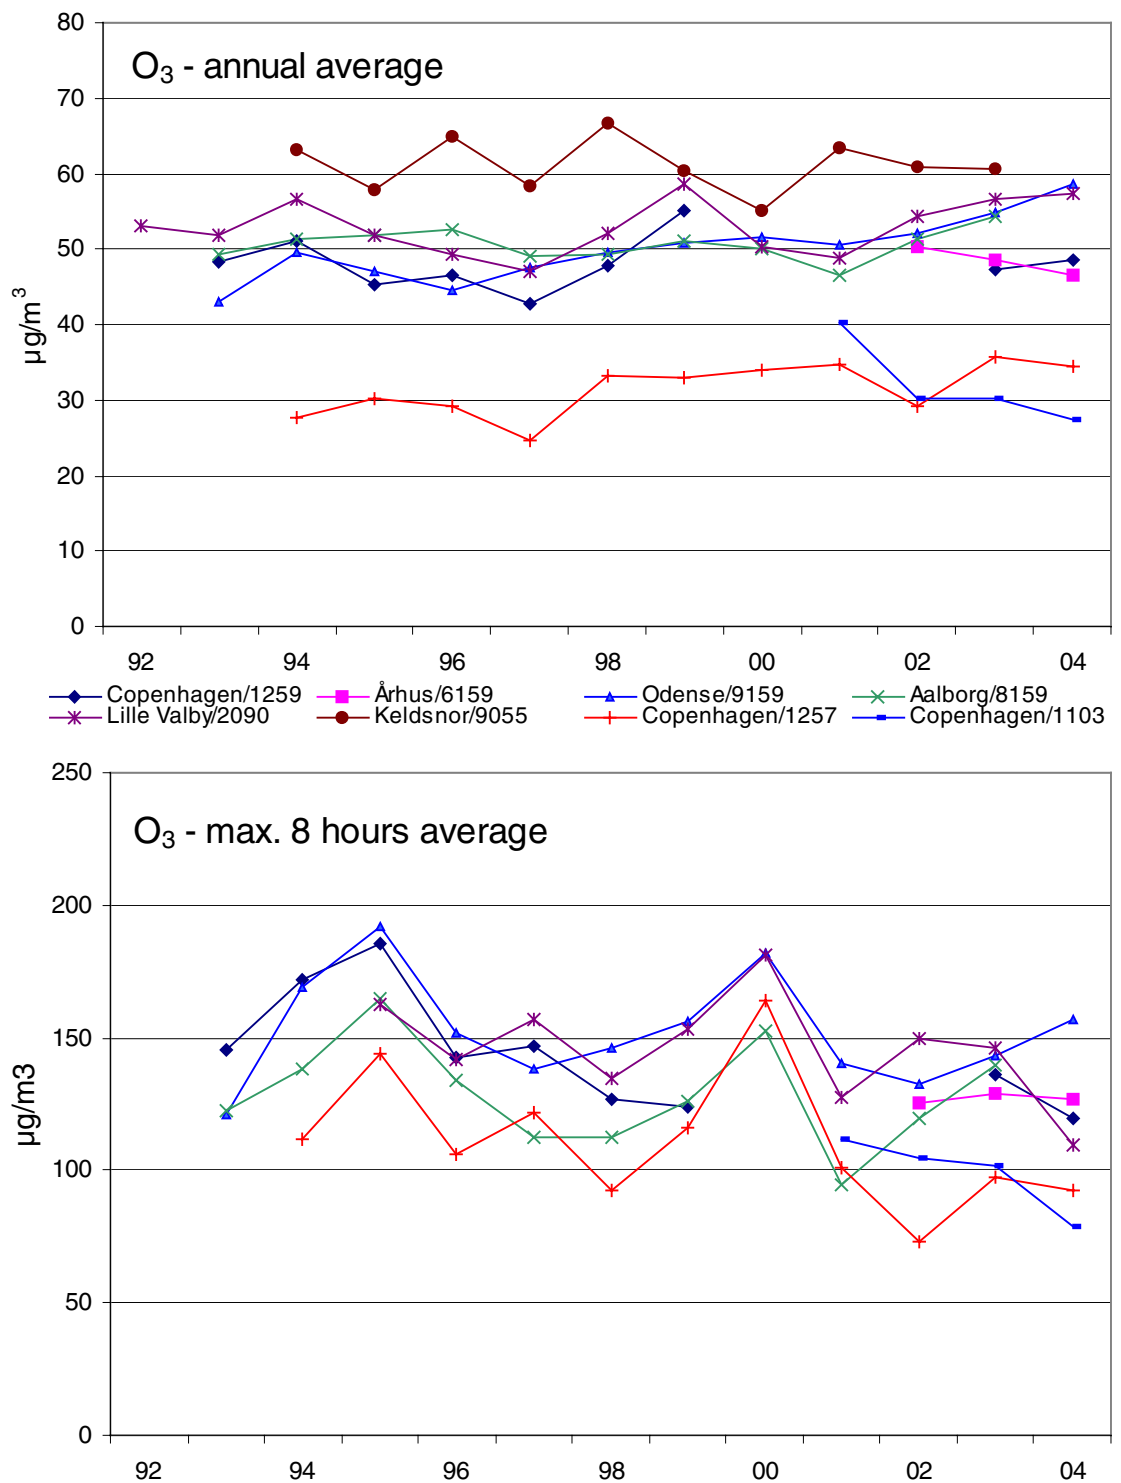 O₃ - annual average
80
70
60
50
40
30
20
10
0
µg/m³
92 94 96 98 00 02 04
Copenhagen/1259 Århus/6159 Odense/9159 Aalborg/8159
Lille Valby/2090 Keldsnor/9055 Copenhagen/1257 Copenhagen/1103
O₃ - max. 8 hours average
250
200
150
100
50
0
µg/m3
92 94 96 98 00 02 04